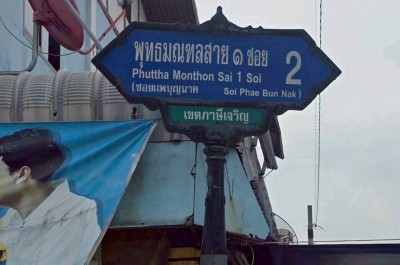 พุทธมณฑลสาย ๑ ซอย 2
Phuttha Monthon Sai 1 Soi
(ซอยแพบุญนาค Soi Phae Bun Nak)
เขตภาษีเจริญ